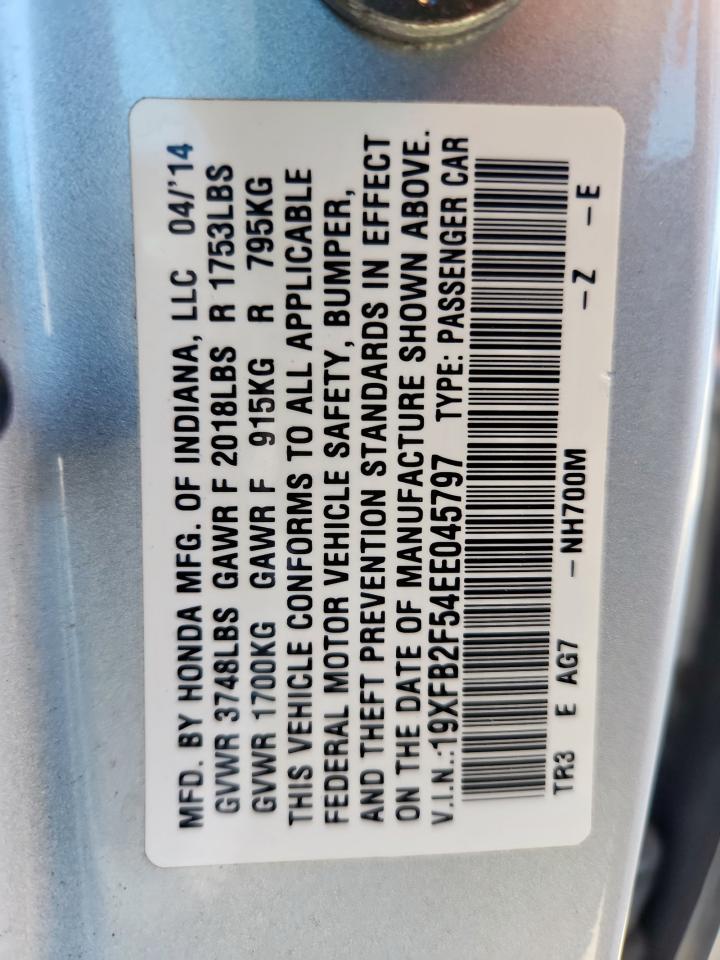 MFD. BY HONDA MFG. OF INDIANA, LLC 04/'14
GVWR 3748LBS GAWR F 2018LBS R 1753LBS
GVWR 1700KG GAWR F 915KG R 795KG
THIS VEHICLE CONFORMS TO ALL APPLICABLE
FEDERAL MOTOR VEHICLE SAFETY, BUMPER,
AND THEFT PREVENTION STANDARDS IN EFFECT
ON THE DATE OF MANUFACTURE SHOWN ABOVE.
V.I.N.:19XFB2F54EE045797 TYPE: PASSENGER CAR
TR3 E AG7 -NH700M -Z -E